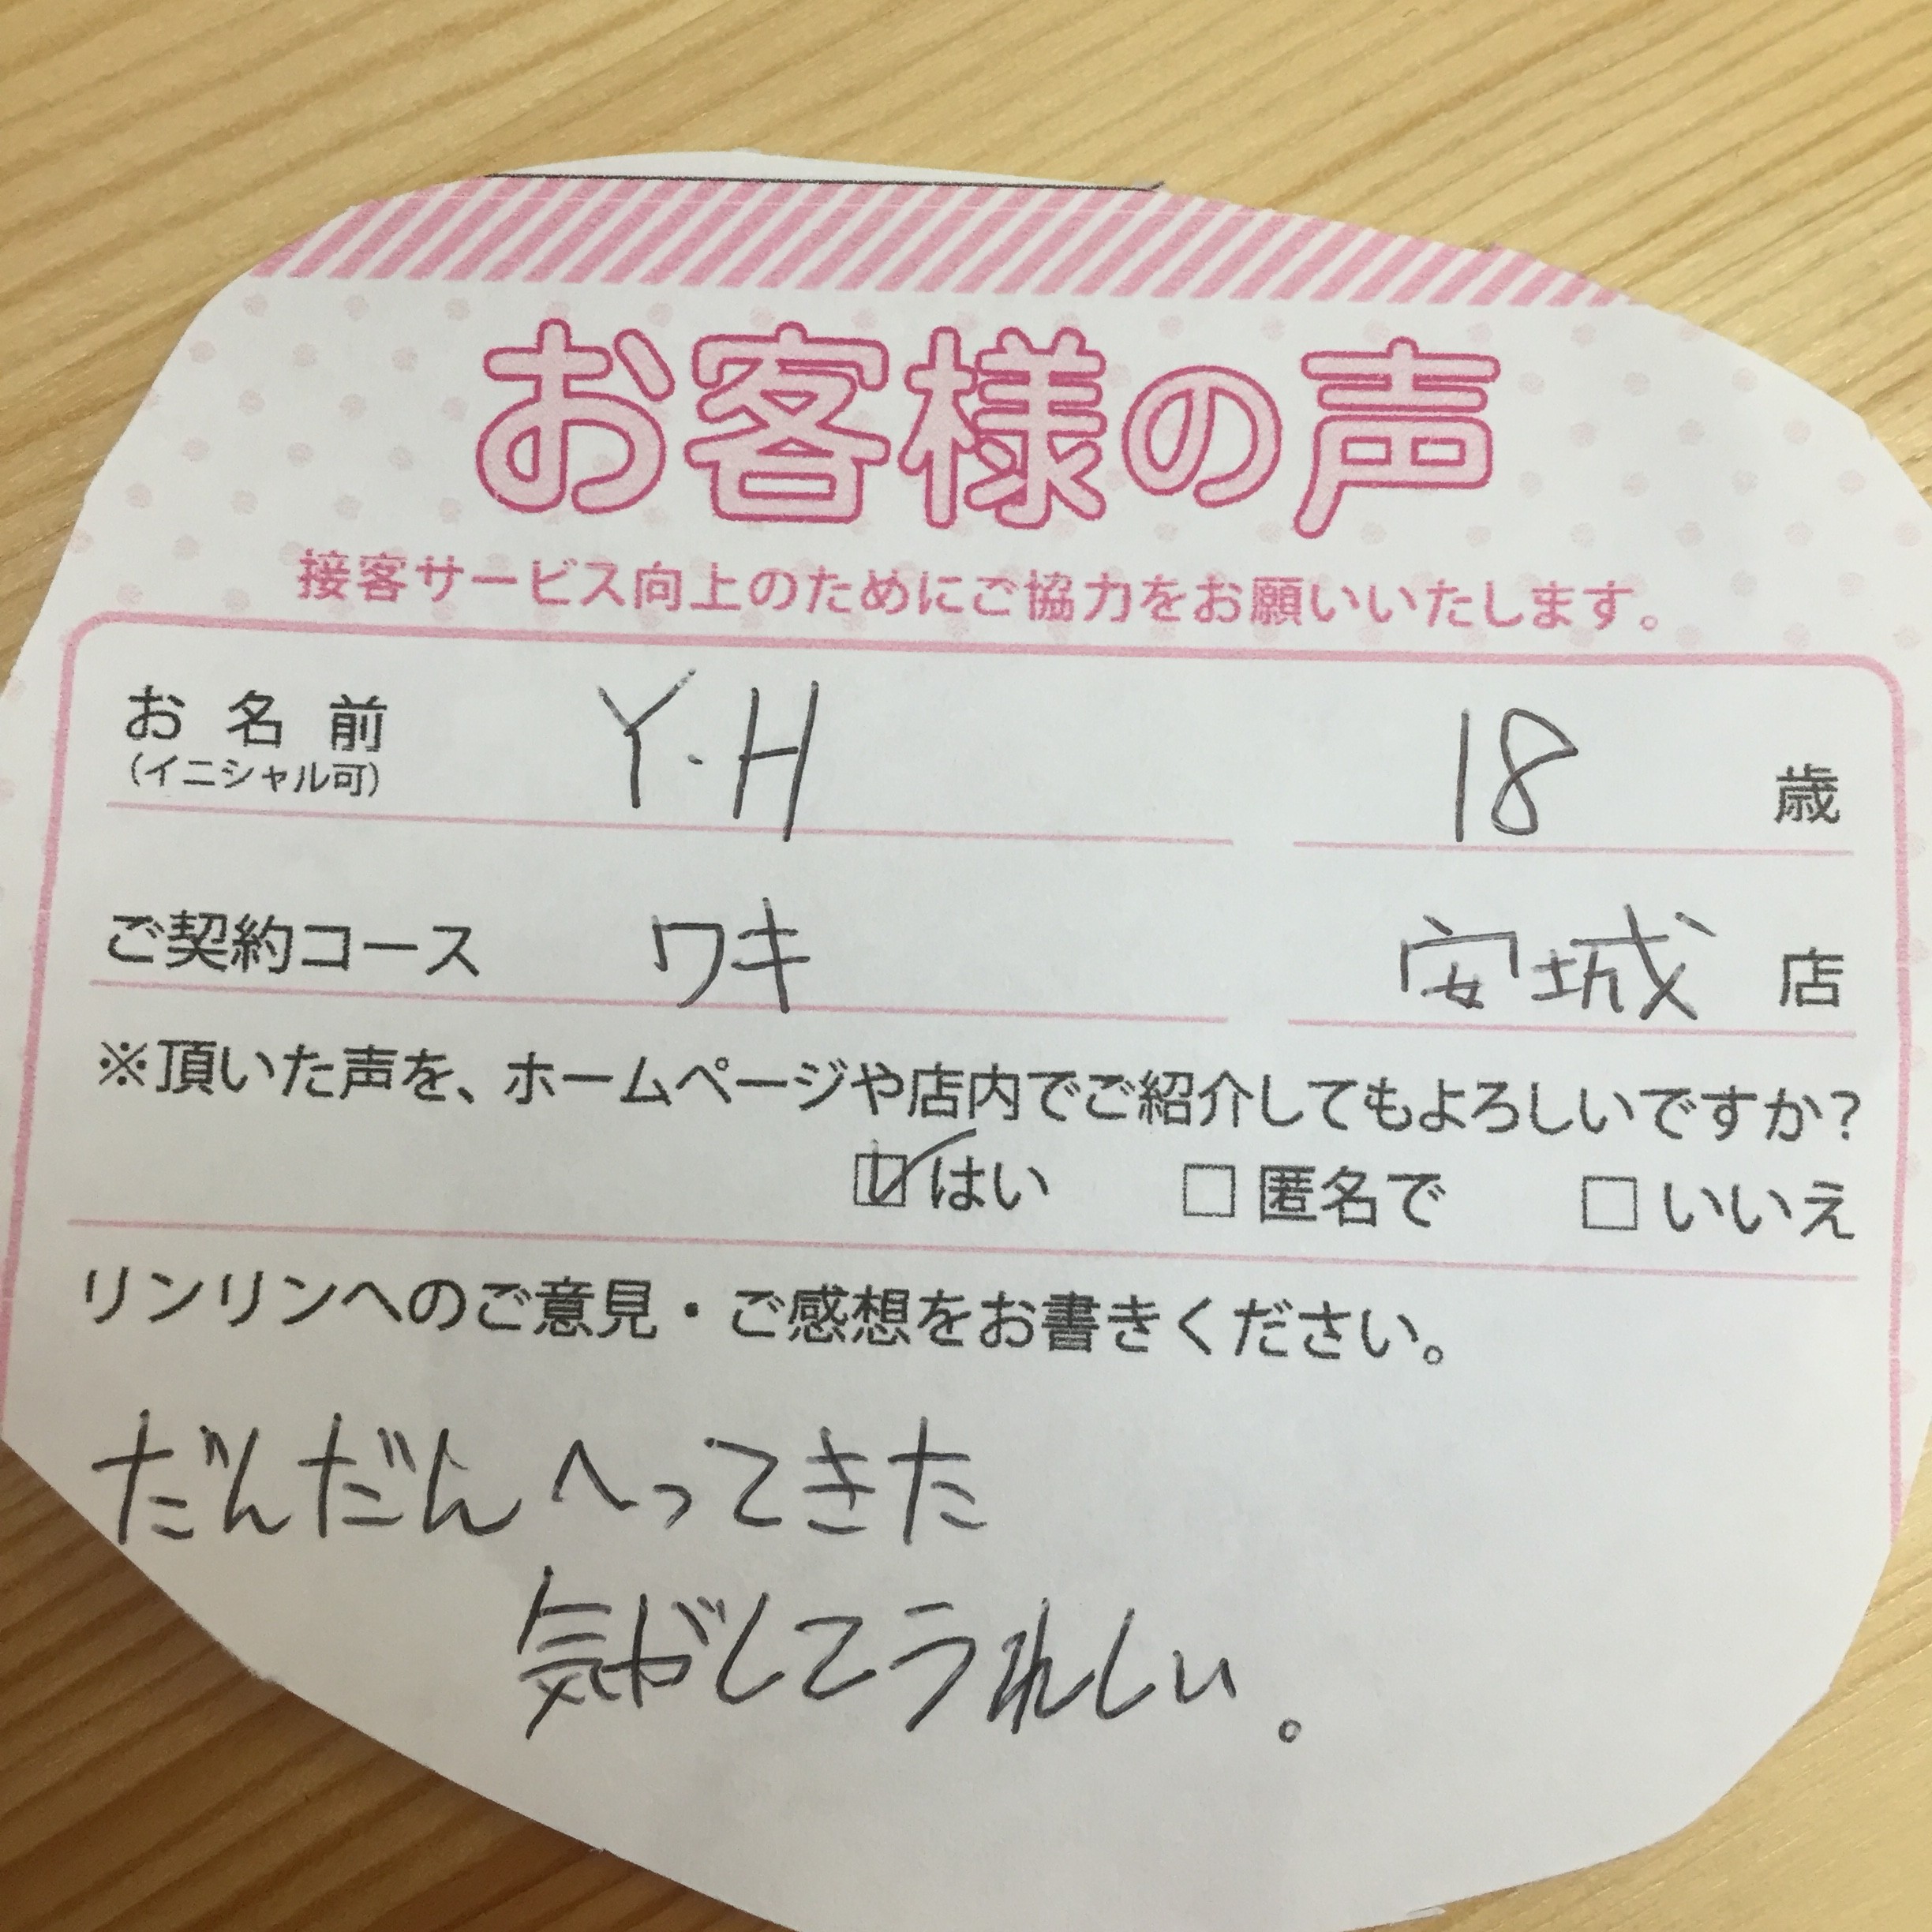 お客様の声
接客サービス向上のためにご協力をお願いいたします。
お名前 Y・H 18 歳
(イニシャル可)
ご契約コース ワキ 安城 店
※頂いた声を、ホームページや店内でご紹介してもよろしいですか?
☑はい □匿名で □いいえ
リンリンへのご意見・ご感想をお書きください。
だんだんへってきた
気がしてうれしい。